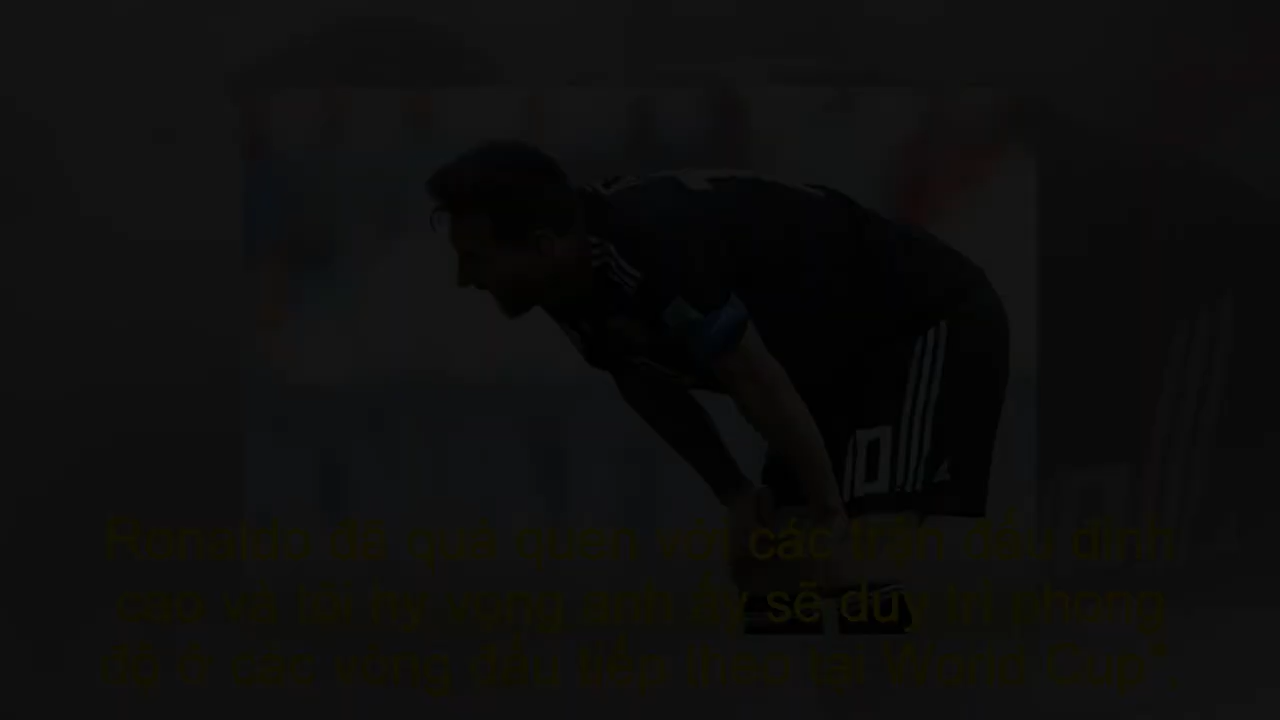 Ronaldo đã quá quen với các trận đấu đỉnh
cao và tôi hy vọng anh ấy sẽ duy trì phong
độ ở các vòng đấu tiếp theo tại World Cup".
10